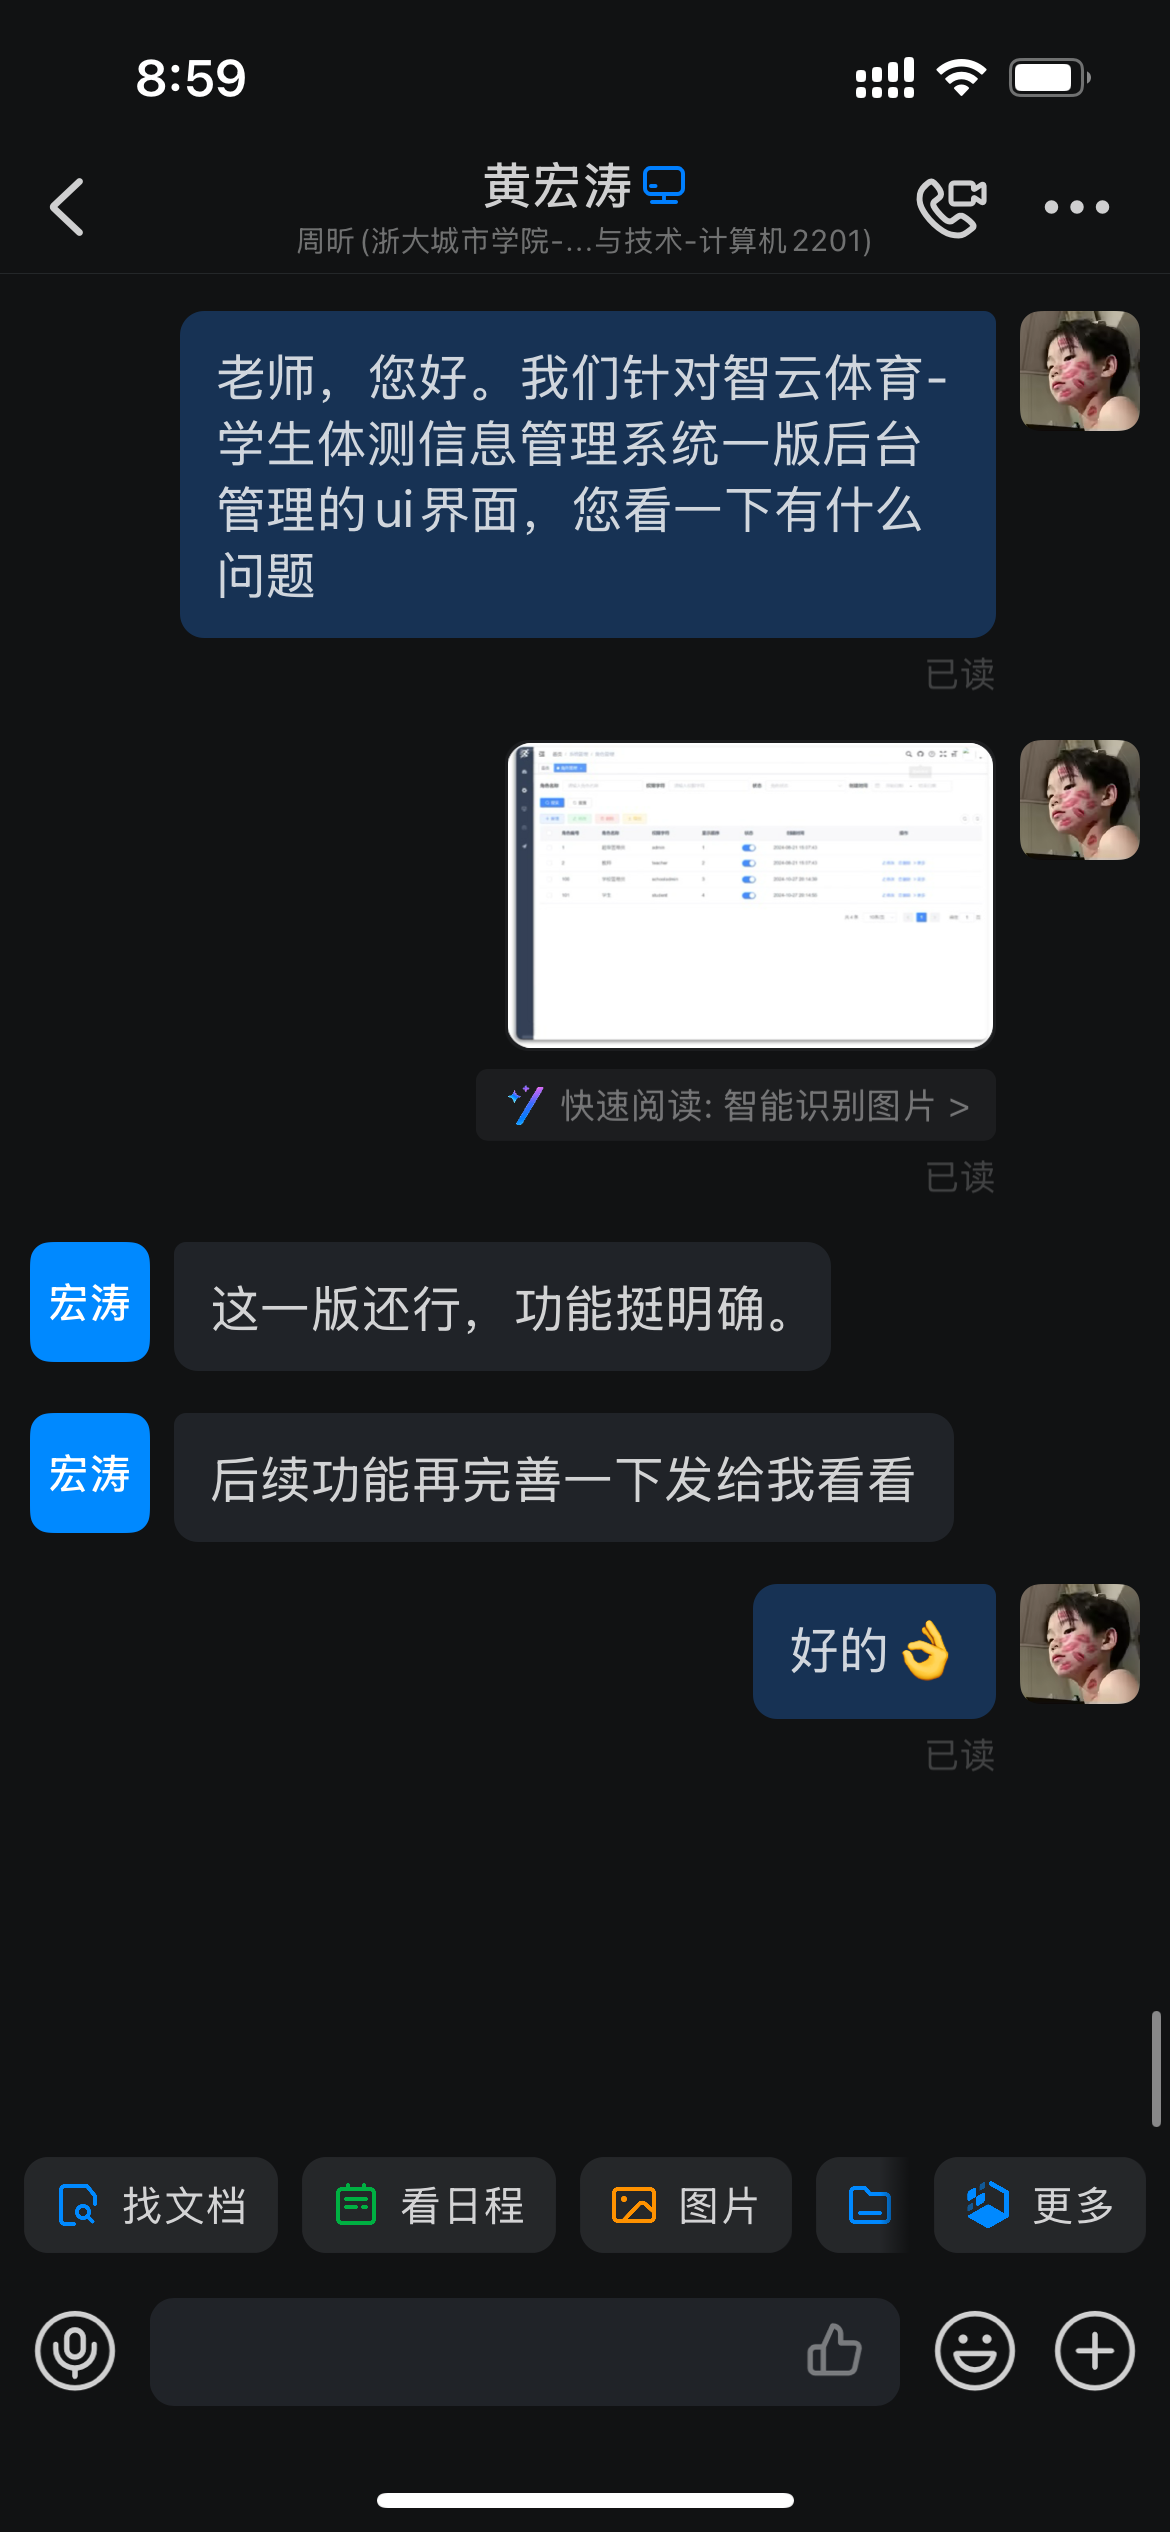 8:59
黄宏涛
周昕(浙大城市学院-...与技术-计算机2201)
老师，您好。我们针对智云体育-
学生体测信息管理系统一版后台
管理的ui界面，您看一下有什么
问题
已读
快速阅读: 智能识别图片 >
已读
宏涛
这一版还行，功能挺明确。
宏涛
后续功能再完善一下发给我看看
好的👌
已读
找文档
看日程
图片
更多